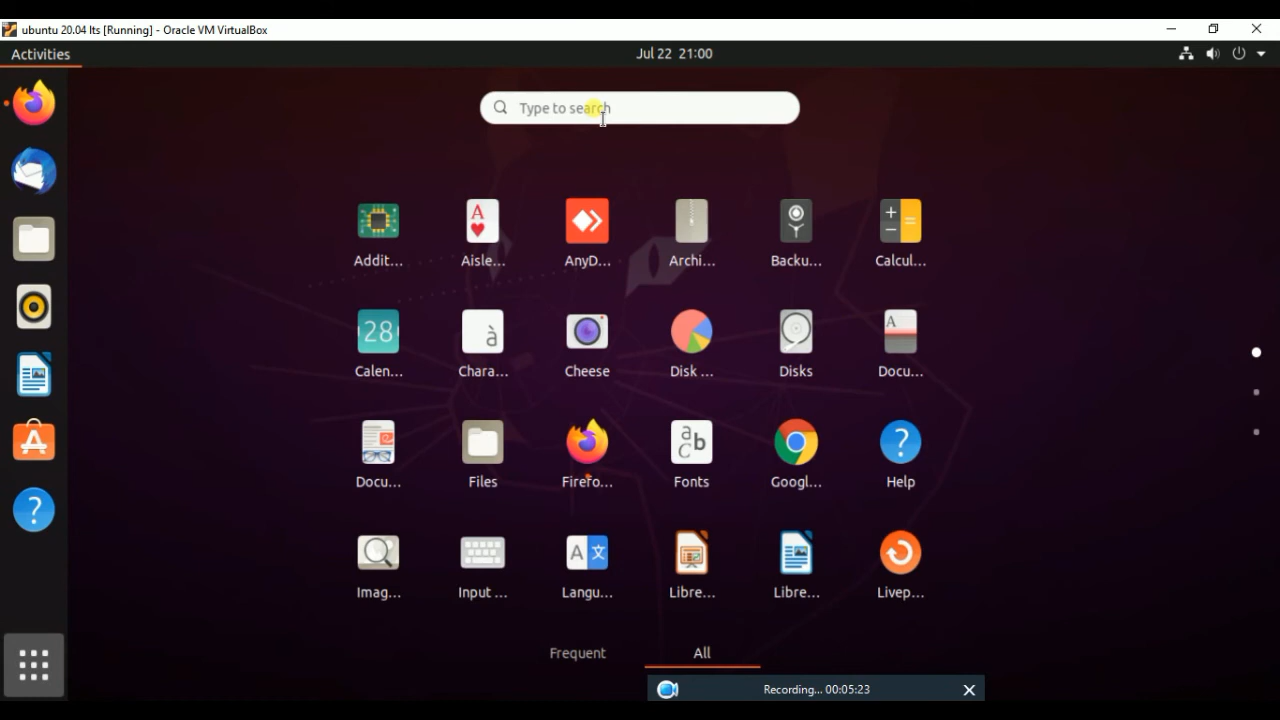 ubuntu 20.04 lts [Running] - Oracle VM VirtualBox
Activities
Jul 22 21:00
Type to search
Addit...
Aisle...
AnyD...
Archi...
Backu...
Calcul...
28
à
A
Calen...
Chara...
Cheese
Disk ...
Disks
Docu...
Docu...
Files
Firefo...
Fonts
Googl...
Help
Imag...
Input ...
Langu...
Libre...
Libre...
Livep...
Frequent
All
Recording... 00:05:23